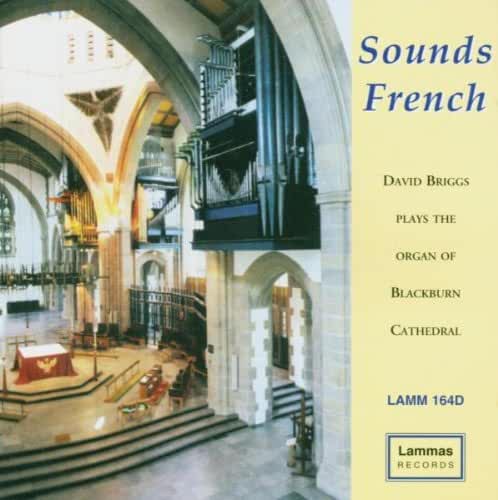 Sounds
French
DAVID BRIGGS
PLAYS THE
ORGAN OF
BLACKBURN
CATHEDRAL
LAMM 164D
Lammas
RECORDS